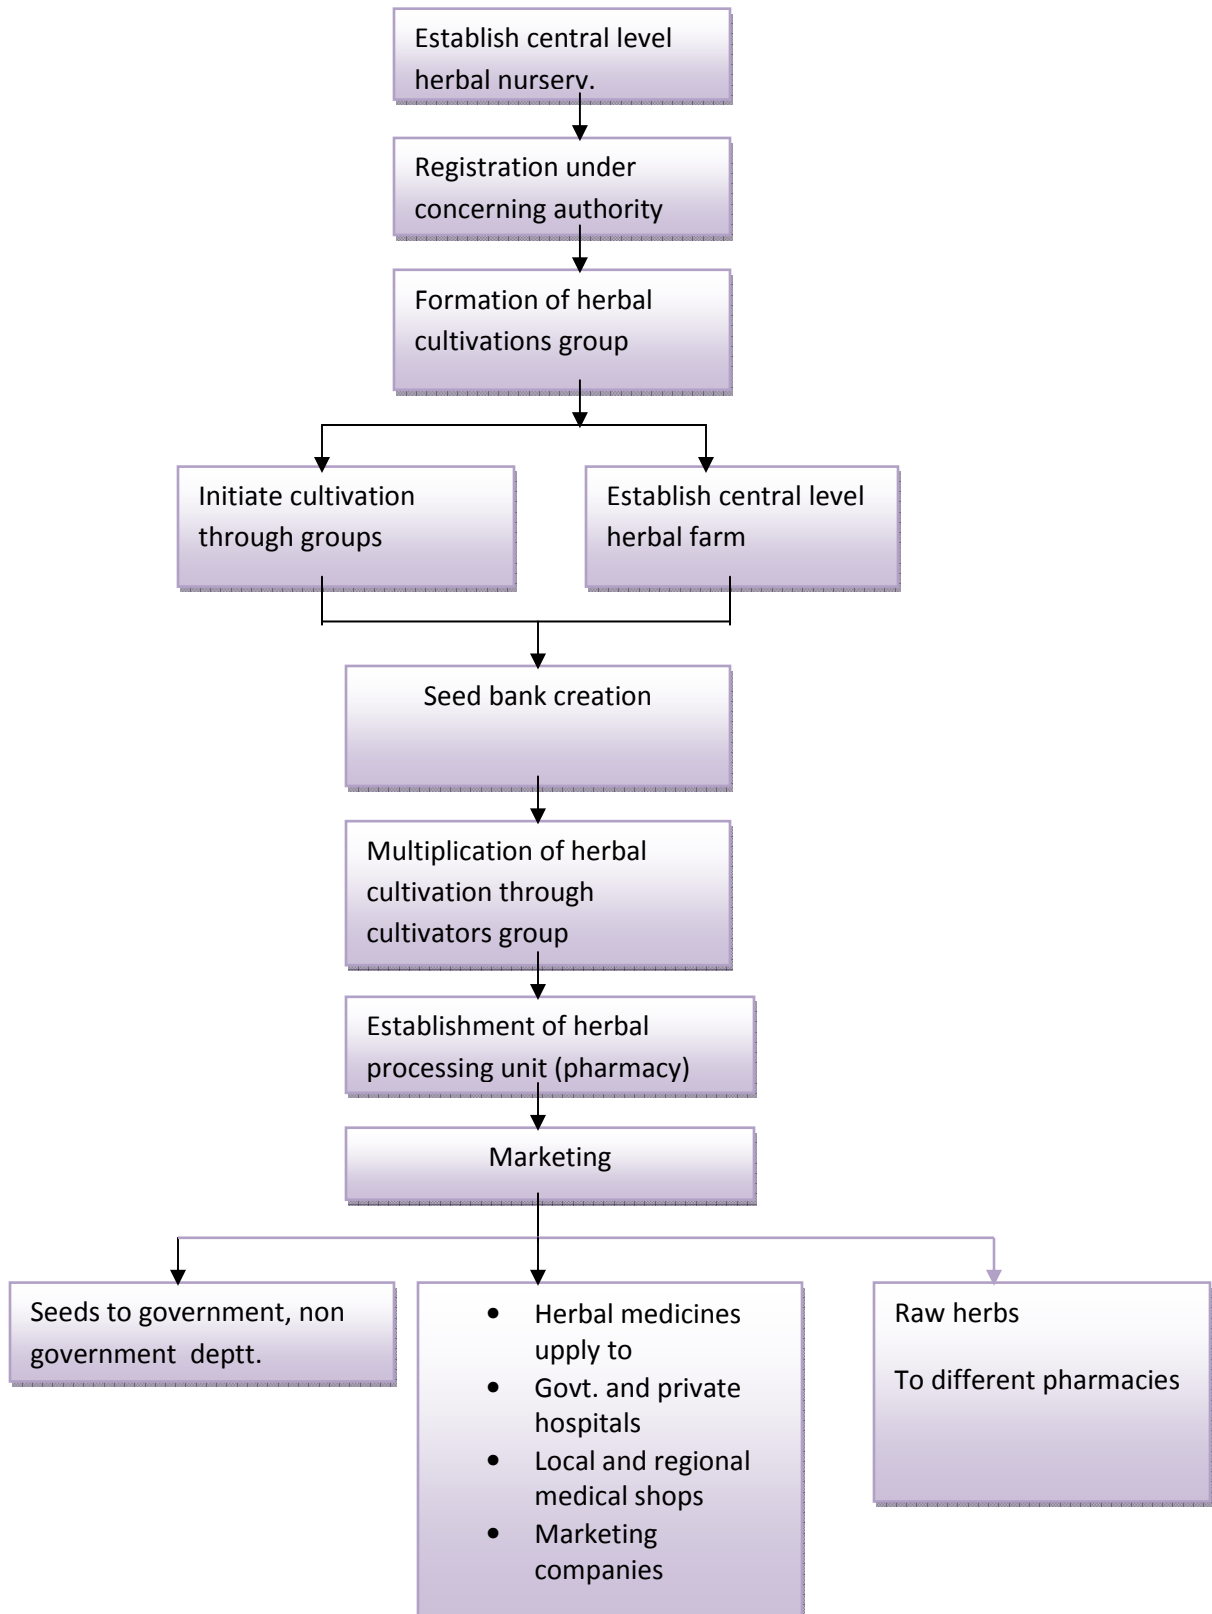 Establish central level
herbal nursery.
Registration under
concerning authority
Formation of herbal
cultivations group
Initiate cultivation
through groups
Establish central level
herbal farm
Seed bank creation
Multiplication of herbal
cultivation through
cultivators group
Establishment of herbal
processing unit (pharmacy)
Marketing
Seeds to government, non
government deptt.
• Herbal medicines
upply to
• Govt. and private
hospitals
• Local and regional
medical shops
• Marketing
companies
Raw herbs
To different pharmacies